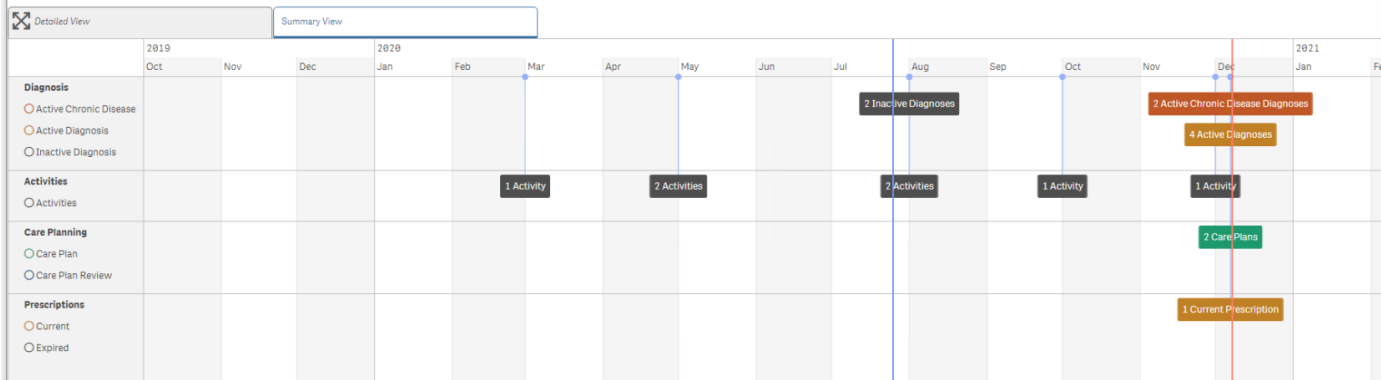 Detailed View
Summary View
2019
2020
2021
Oct
Nov
Dec
Jan
Feb
Mar
Apr
May
Jun
Jul
Aug
Sep
Oct
Nov
Dec
Jan
Diagnosis
Active Chronic Disease
2 Inactive Diagnoses
2 Active Chronic Disease Diagnoses
Active Diagnosis
4 Active Diagnoses
Inactive Diagnosis
Activities
1 Activity
2 Activities
2 Activities
1 Activity
1 Activity
Activities
Care Planning
2 Care Plans
Care Plan
Care Plan Review
Prescriptions
1 Current Prescription
Current
Expired